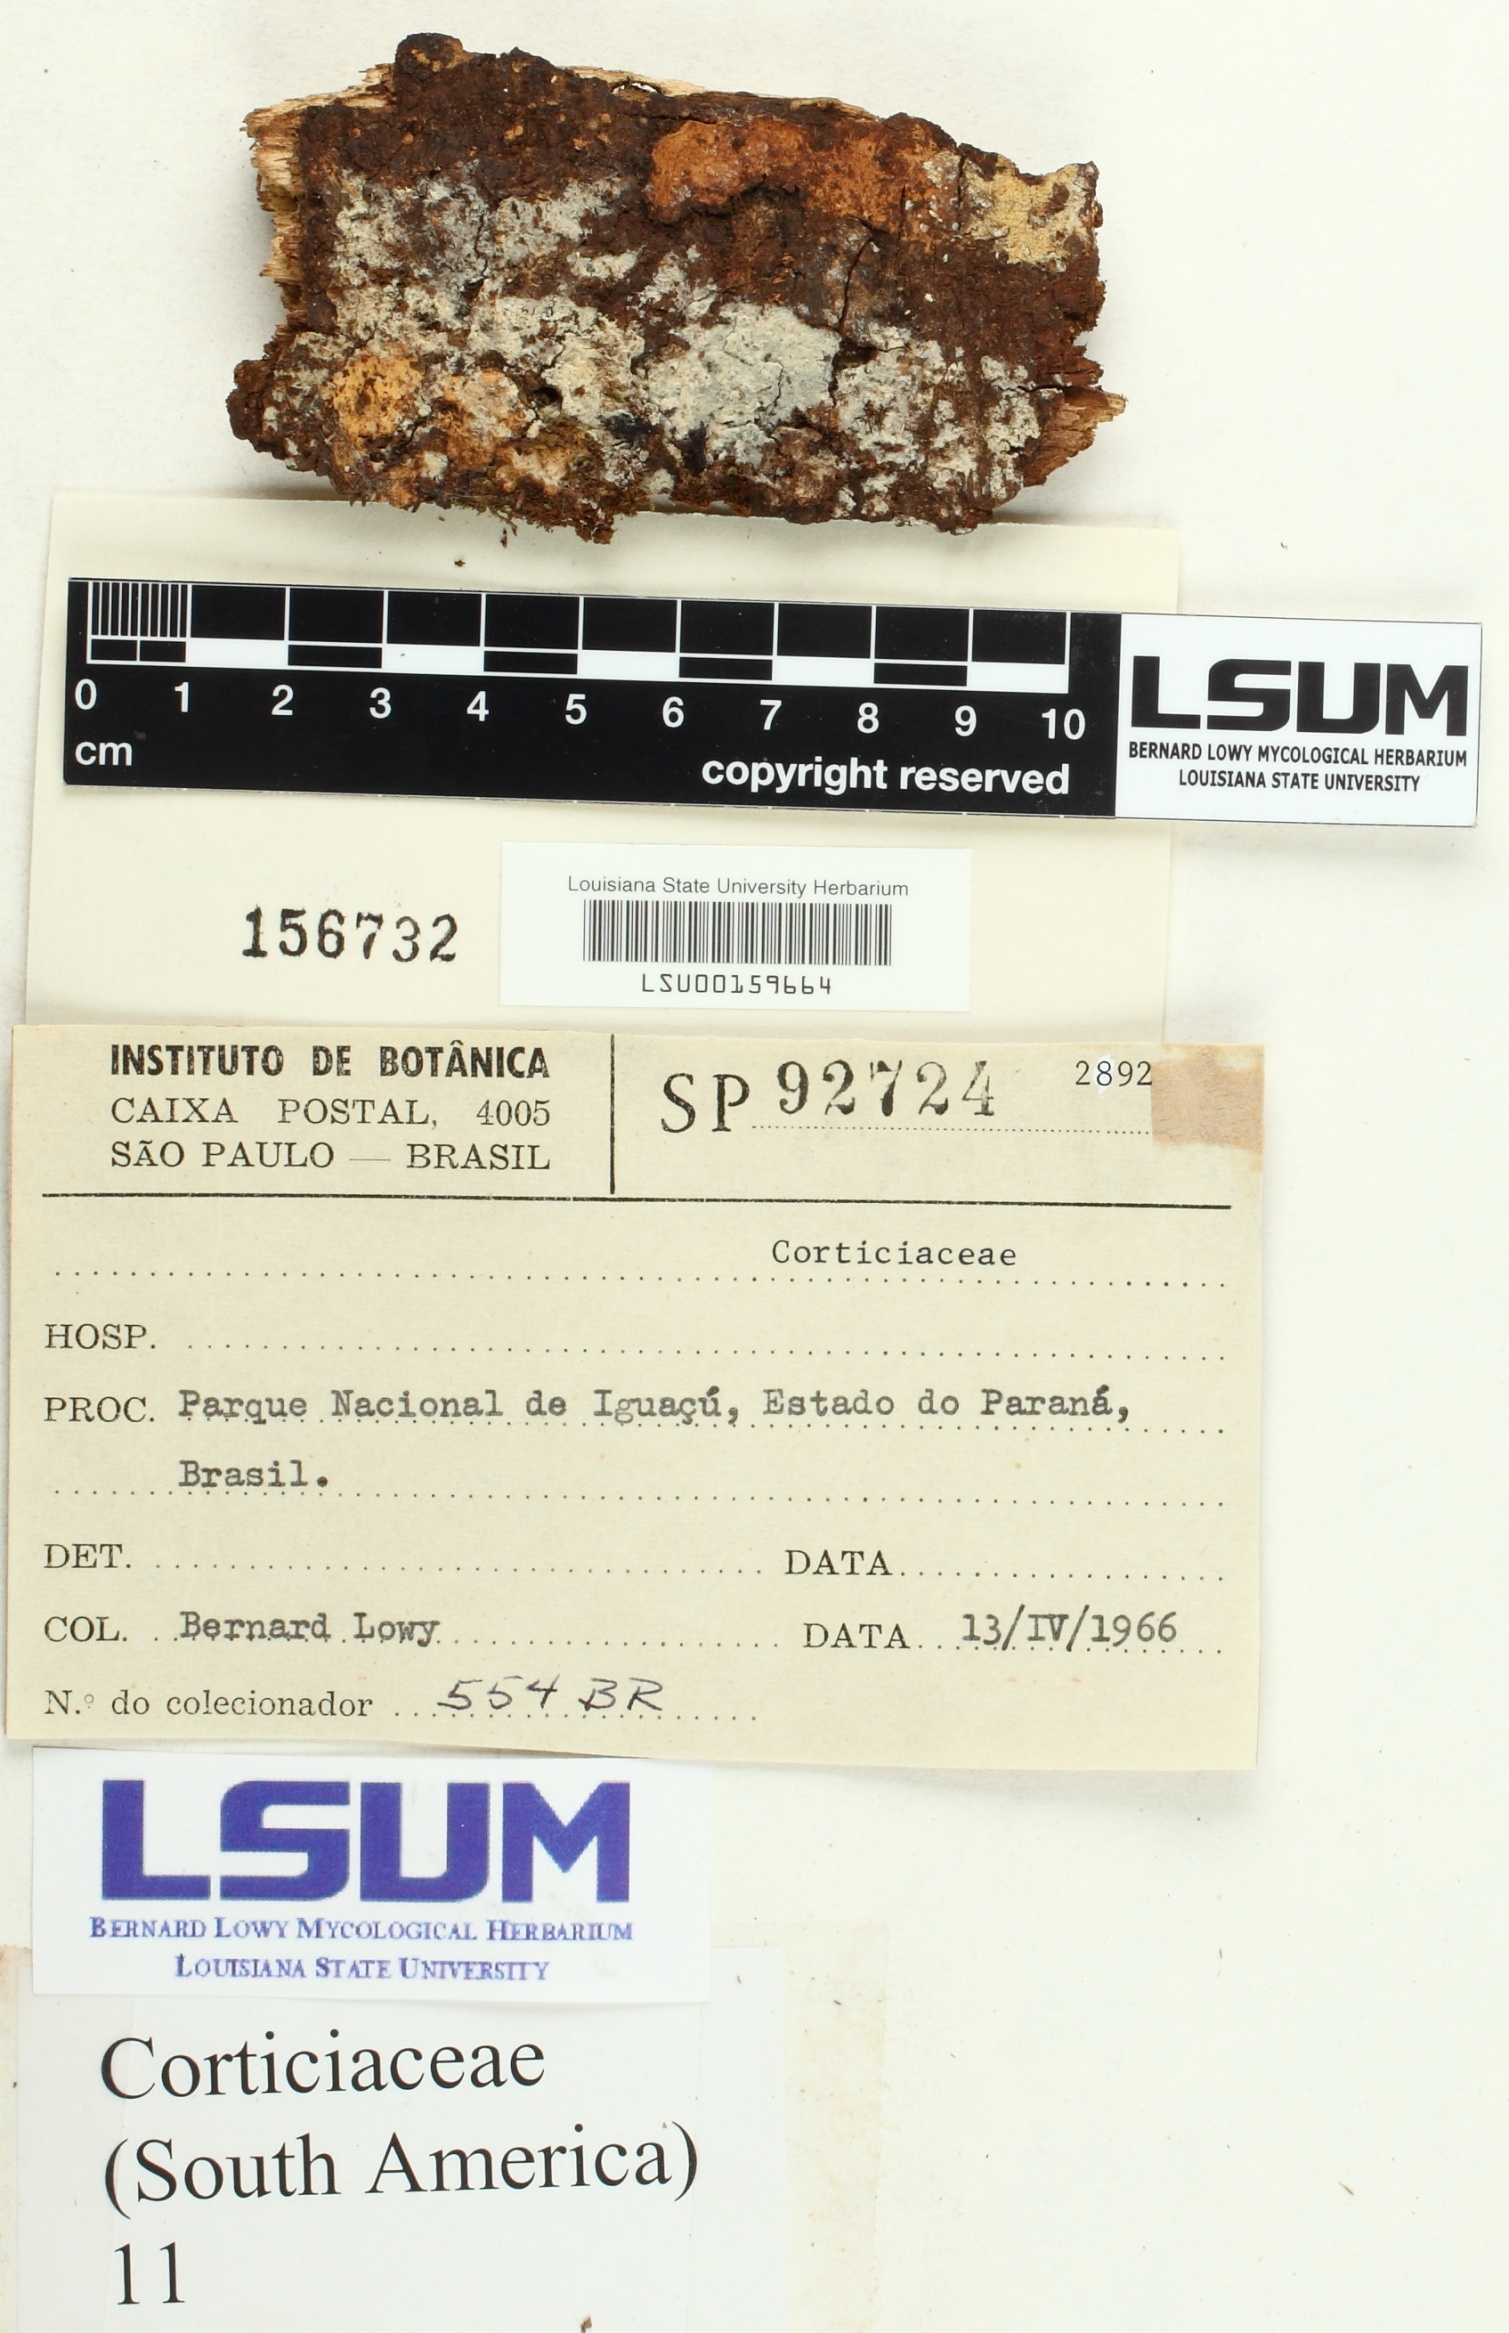 0 1 2 3 4 5 6 7 8 9 10
cm
copyright reserved
LSUM
BERNARD LOWY MYCOLOGICAL HERBARIUM
LOUISIANA STATE UNIVERSITY
156732
Louisiana State University Herbarium
LSU00159664
INSTITUTO DE BOTÂNICA
CAIXA POSTAL, 4005
SÃO PAULO — BRASIL
SP 92724 2892
Corticiaceae
HOSP.
PROC. Parque Nacional de Iguaçú, Estado do Paraná,
Brasil.
DET. DATA
COL. Bernard Lowy DATA 13/IV/1966
N.º do colecionador 554 BR
LSUM
BERNARD LOWY MYCOLOGICAL HERBARIUM
LOUISIANA STATE UNIVERSITY
Corticiaceae
(South America)
11